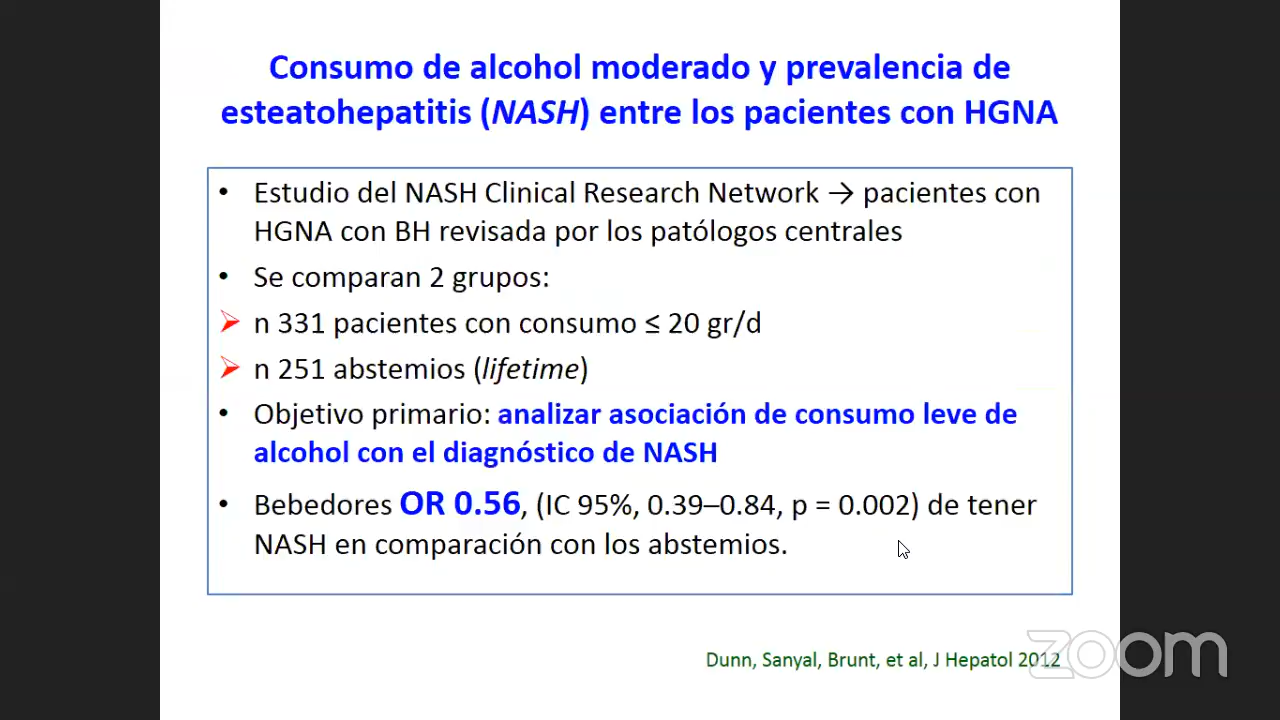 Consumo de alcohol moderado y prevalencia de
esteatohepatitis (NASH) entre los pacientes con HGNA
• Estudio del NASH Clinical Research Network → pacientes con
HGNA con BH revisada por los patólogos centrales
• Se comparan 2 grupos:
n 331 pacientes con consumo ≤ 20 gr/d
n 251 abstemios (lifetime)
• Objetivo primario: analizar asociación de consumo leve de
alcohol con el diagnóstico de NASH
• Bebedores OR 0.56, (IC 95%, 0.39–0.84, p = 0.002) de tener
NASH en comparación con los abstemios.
Dunn, Sanyal, Brunt, et al, J Hepatol 2012
zoom